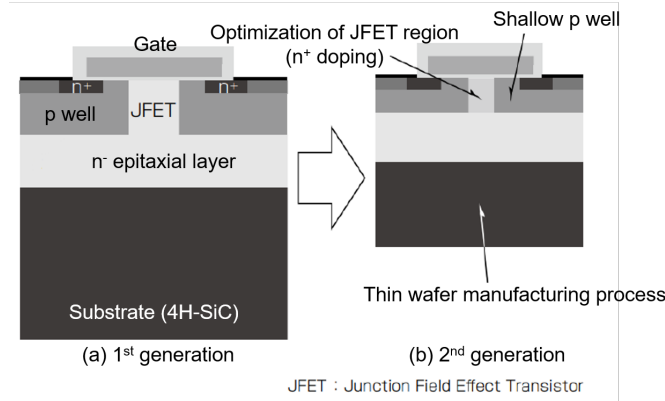 Gate
Optimization of JFET region
(n⁺ doping)
Shallow p well
n+
n+
p well
JFET
n⁻ epitaxial layer
Substrate (4H-SiC)
Thin wafer manufacturing process
(a) 1ˢᵗ generation
(b) 2ⁿᵈ generation
JFET : Junction Field Effect Transistor